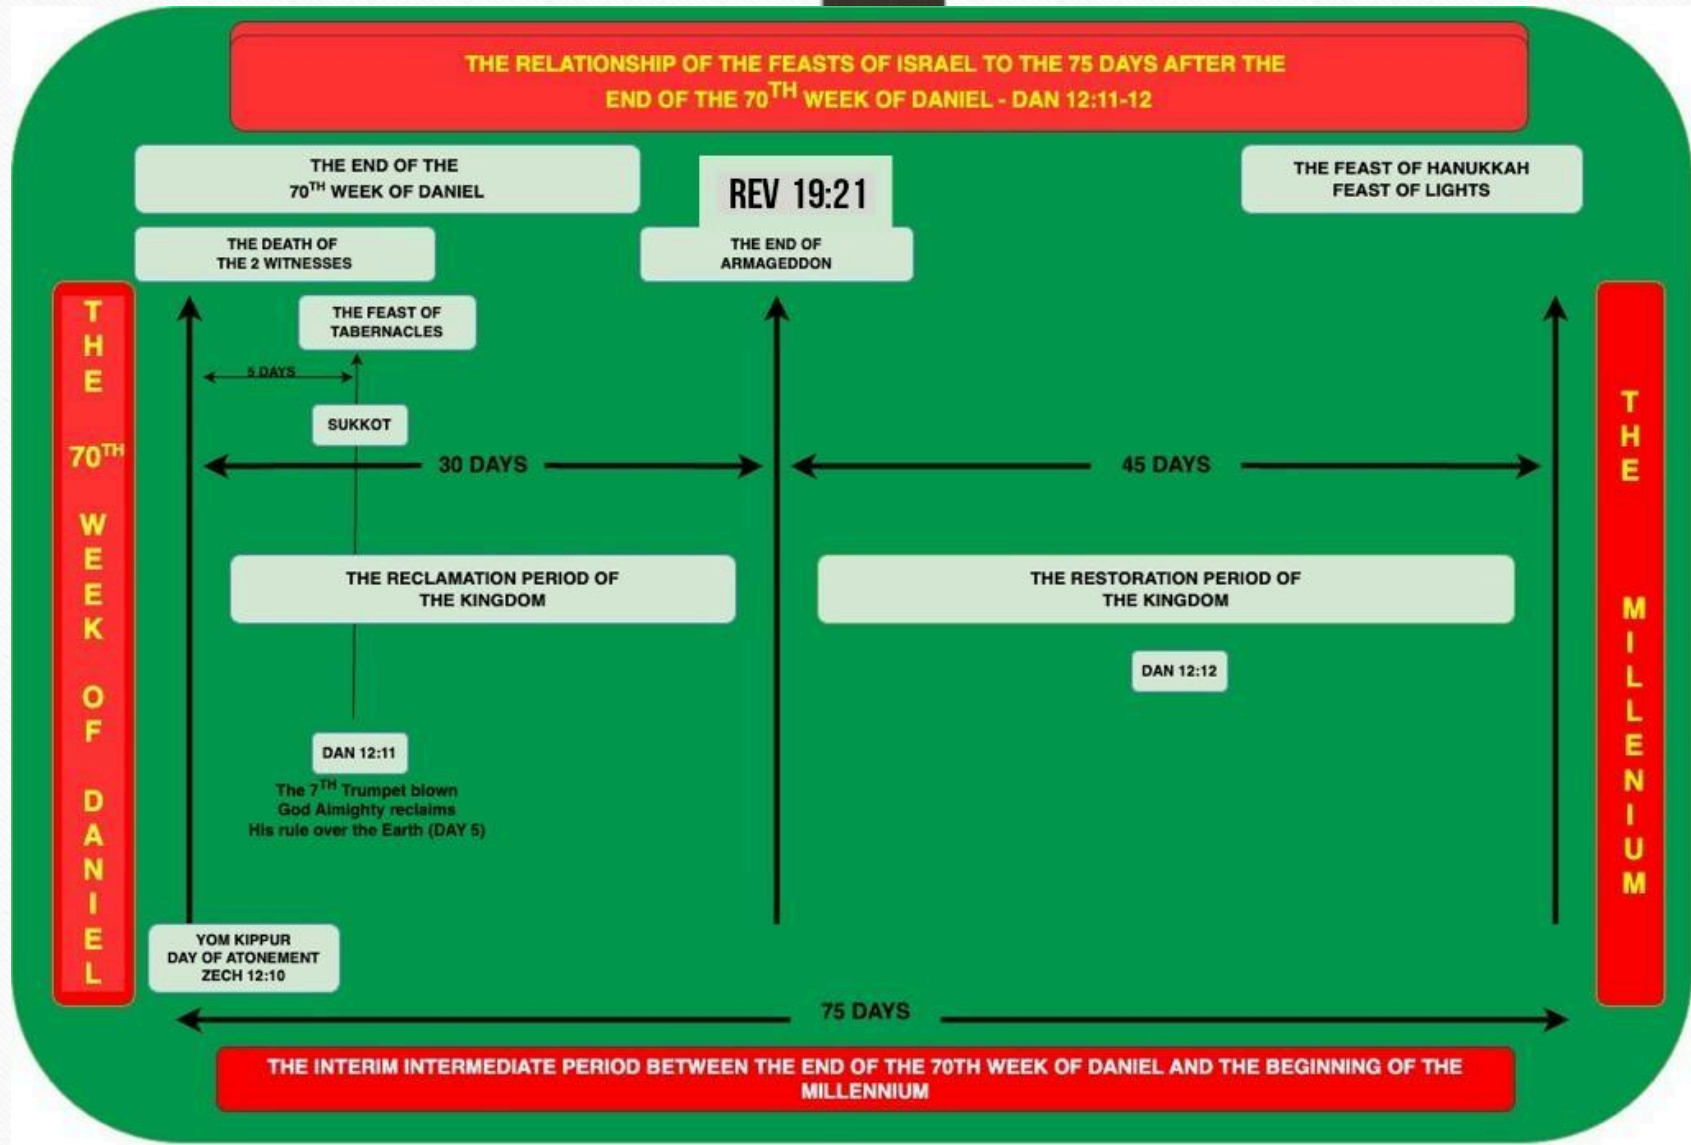 THE RELATIONSHIP OF THE FEASTS OF ISRAEL TO THE 75 DAYS AFTER THE
END OF THE 70TH WEEK OF DANIEL - DAN 12:11-12
THE END OF THE
70TH WEEK OF DANIEL
REV 19:21
THE FEAST OF HANUKKAH
FEAST OF LIGHTS
THE DEATH OF
THE 2 WITNESSES
THE END OF
ARMAGEDDON
THE 70TH WEEK OF DANIEL
THE FEAST OF
TABERNACLES
5 DAYS
SUKKOT
30 DAYS
45 DAYS
THE RECLAMATION PERIOD OF
THE KINGDOM
THE RESTORATION PERIOD OF
THE KINGDOM
DAN 12:12
DAN 12:11
The 7TH Trumpet blown
God Almighty reclaims
His rule over the Earth (DAY 5)
YOM KIPPUR
DAY OF ATONEMENT
ZECH 12:10
THE MILLENIUM
75 DAYS
THE INTERIM INTERMEDIATE PERIOD BETWEEN THE END OF THE 70TH WEEK OF DANIEL AND THE BEGINNING OF THE
MILLENNIUM